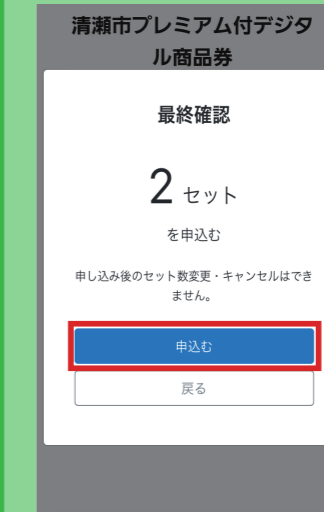 清瀬市プレミアム付デジタ
ル商品券
最終確認
2 セット
を申込む
申し込み後のセット数変更・キャンセルはでき
ません。
申込む
戻る